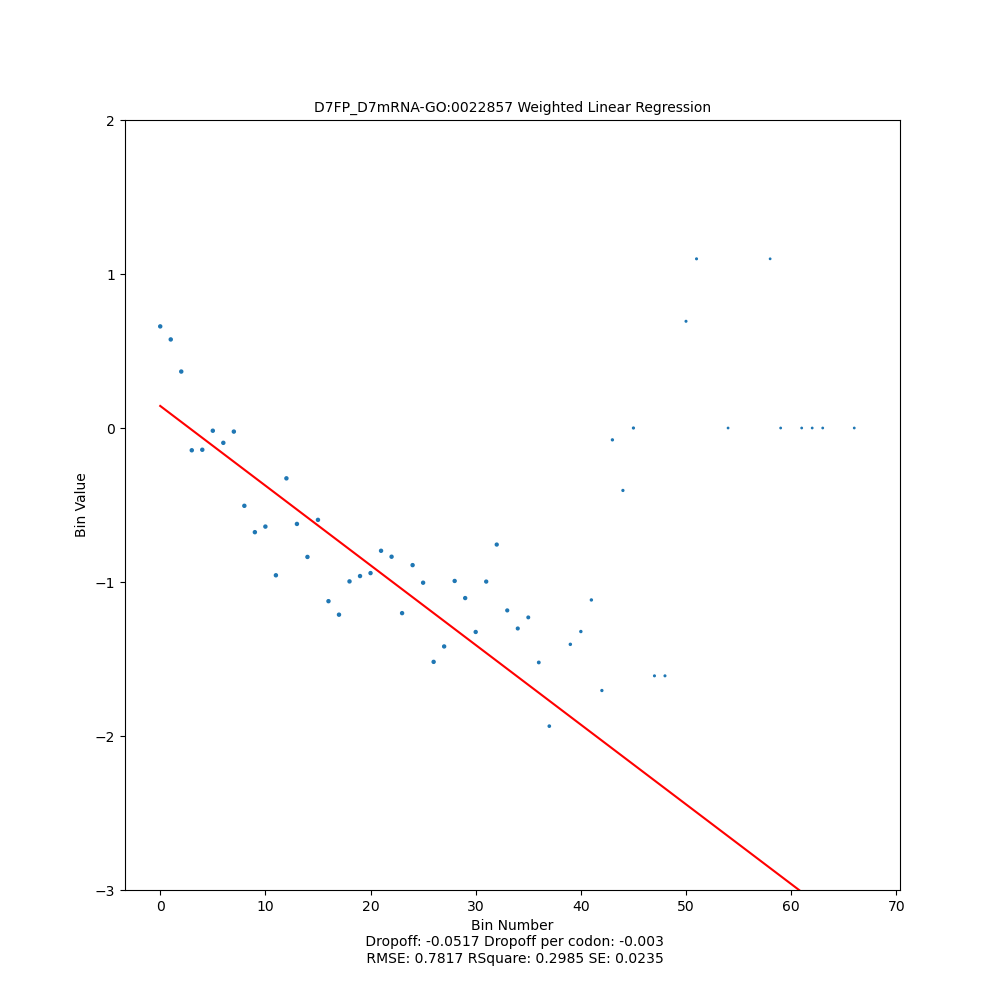 D7FP_D7mRNA-GO:0022857 Weighted Linear Regression
2
1
0
−1
−2
−3
Bin Value
0 10 20 30 40 50 60 70
Bin Number
Dropoff: -0.0517 Dropoff per codon: -0.003
RMSE: 0.7817 RSquare: 0.2985 SE: 0.0235